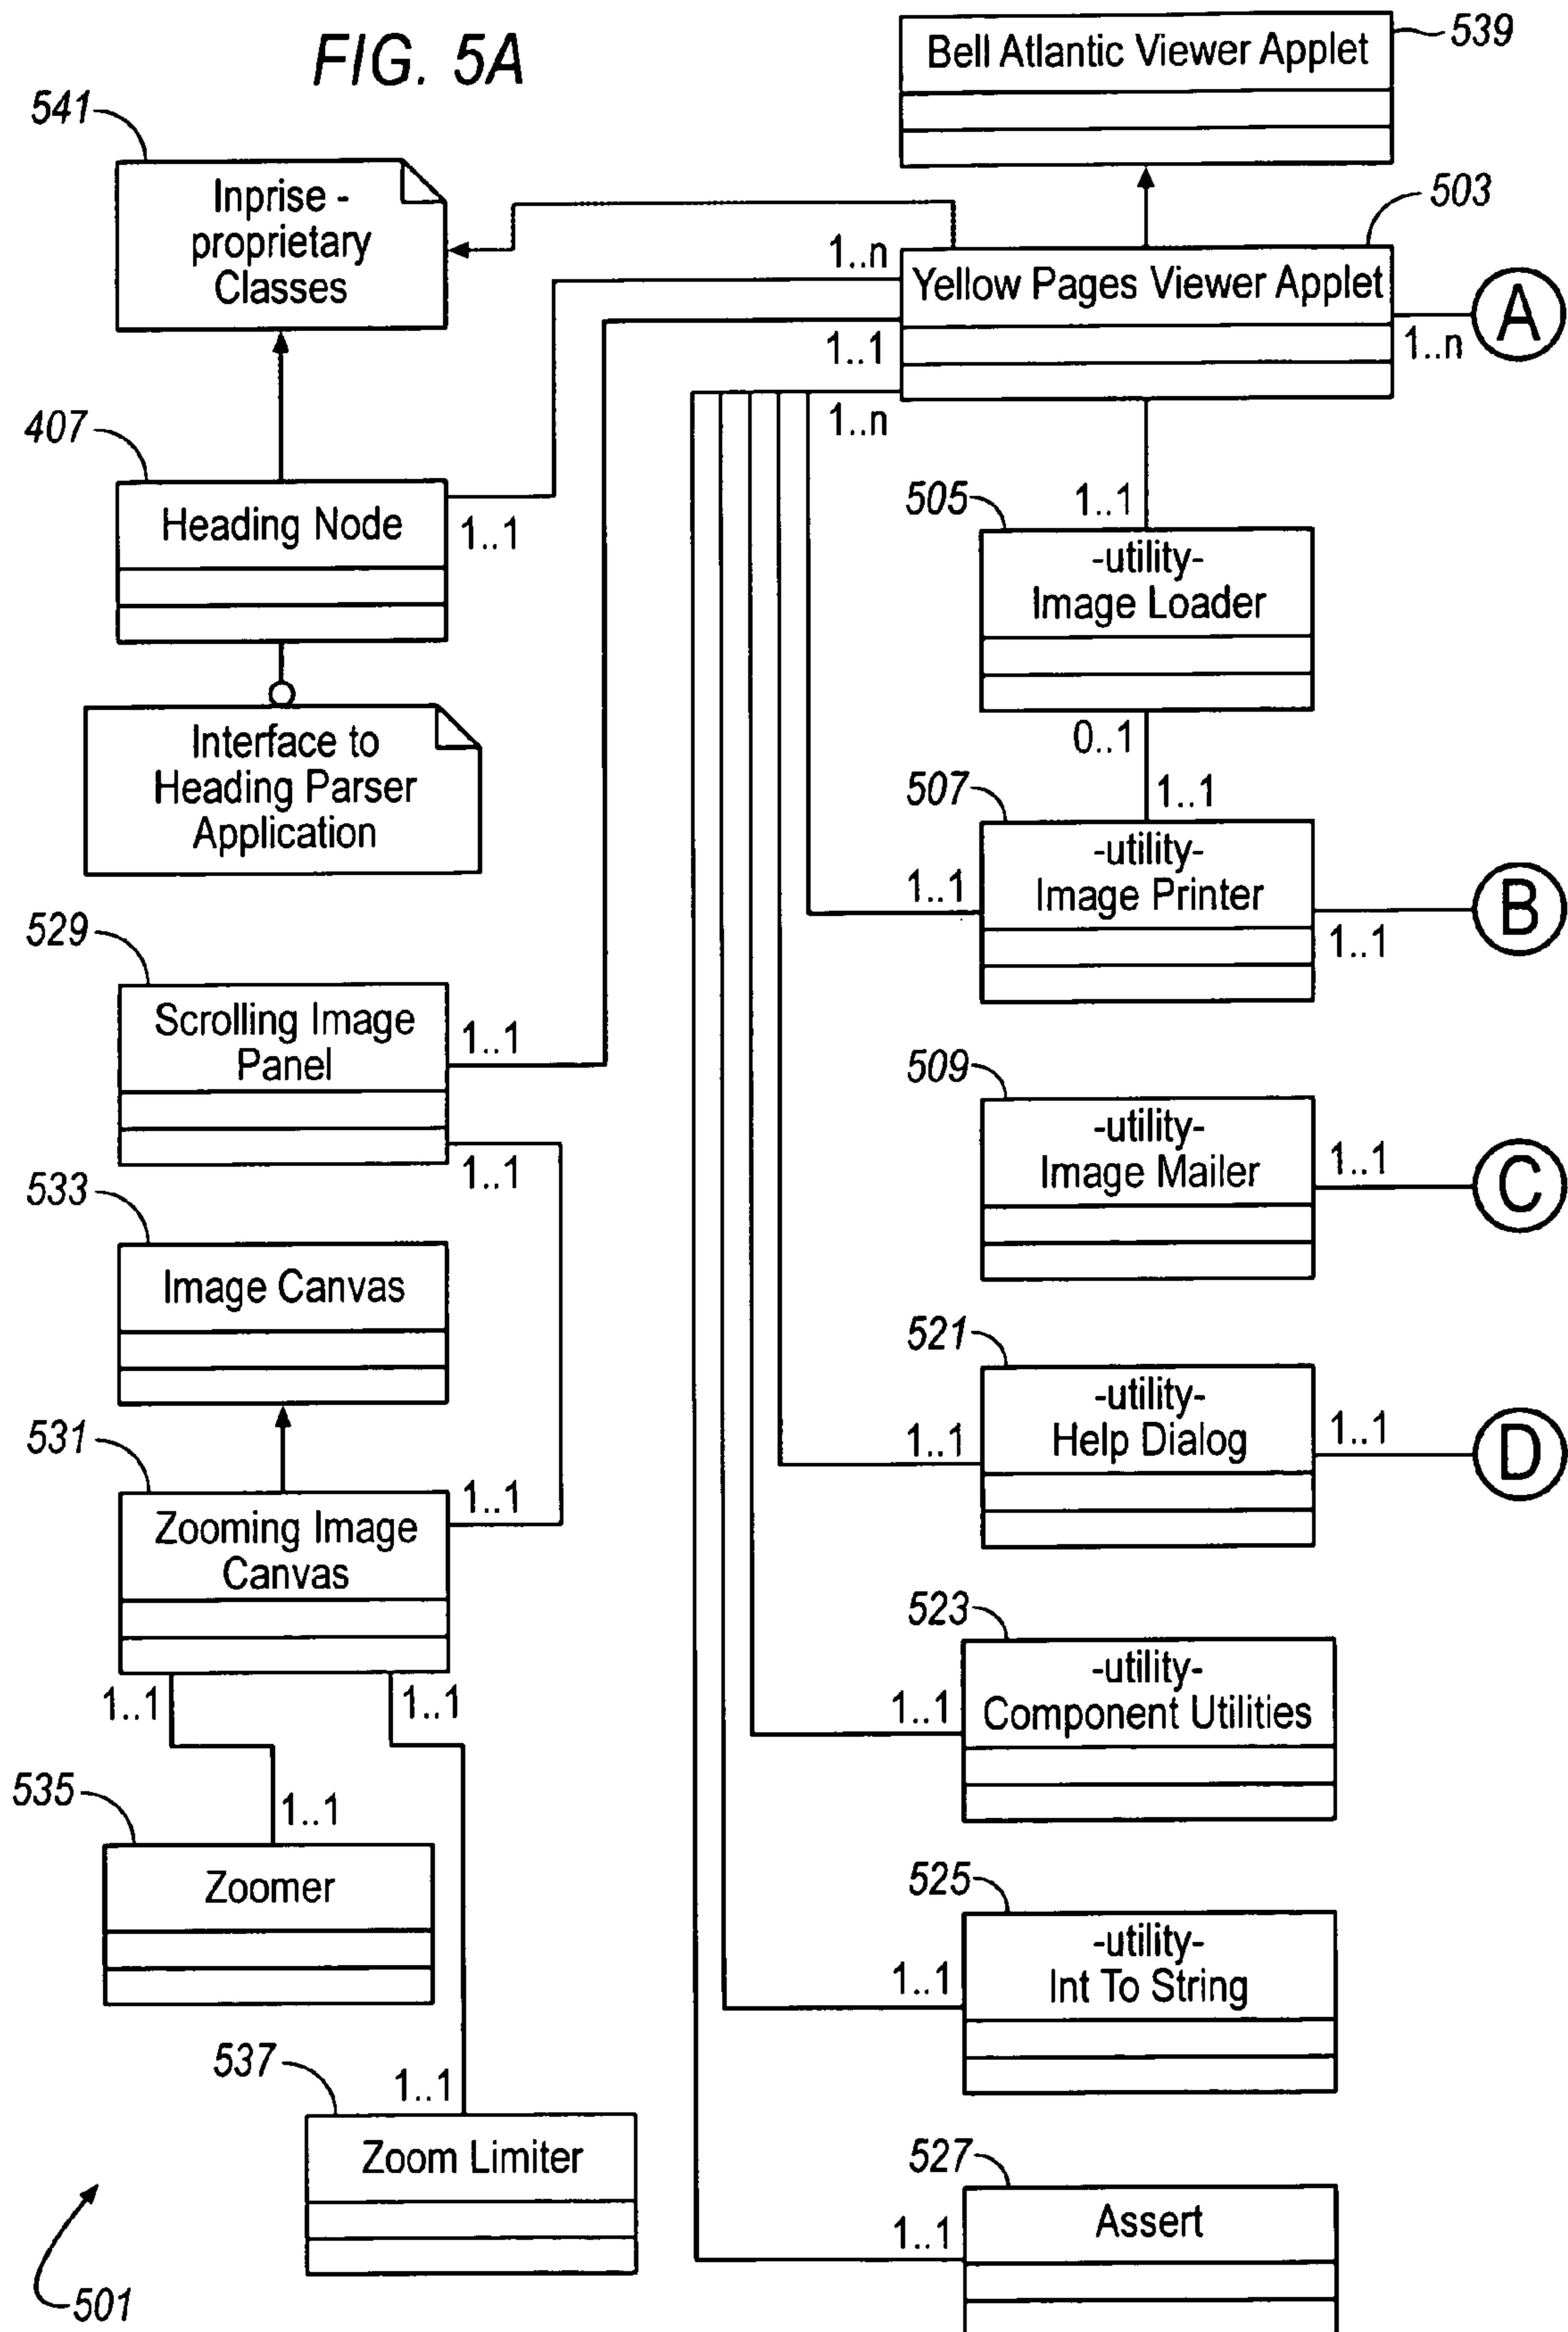 FIG. 5A
Bell Atlantic Viewer Applet
539
541
Inprise -
proprietary
Classes
503
1..n
Yellow Pages Viewer Applet
1..1
1..n
1..n
A
407
Heading Node
1..1
Interface to
Heading Parser
Application
505
1..1
-utility-
Image Loader
0..1
507
1..1
-utility-
Image Printer
1..1
1..1
B
529
Scrolling Image
Panel
1..1
1..1
509
-utility-
Image Mailer
1..1
C
533
Image Canvas
521
-utility-
Help Dialog
1..1
1..1
D
531
1..1
Zooming Image
Canvas
1..1
1..1
523
-utility-
Component Utilities
1..1
535
1..1
Zoomer
525
-utility-
Int To String
1..1
537
1..1
Zoom Limiter
527
Assert
1..1
501